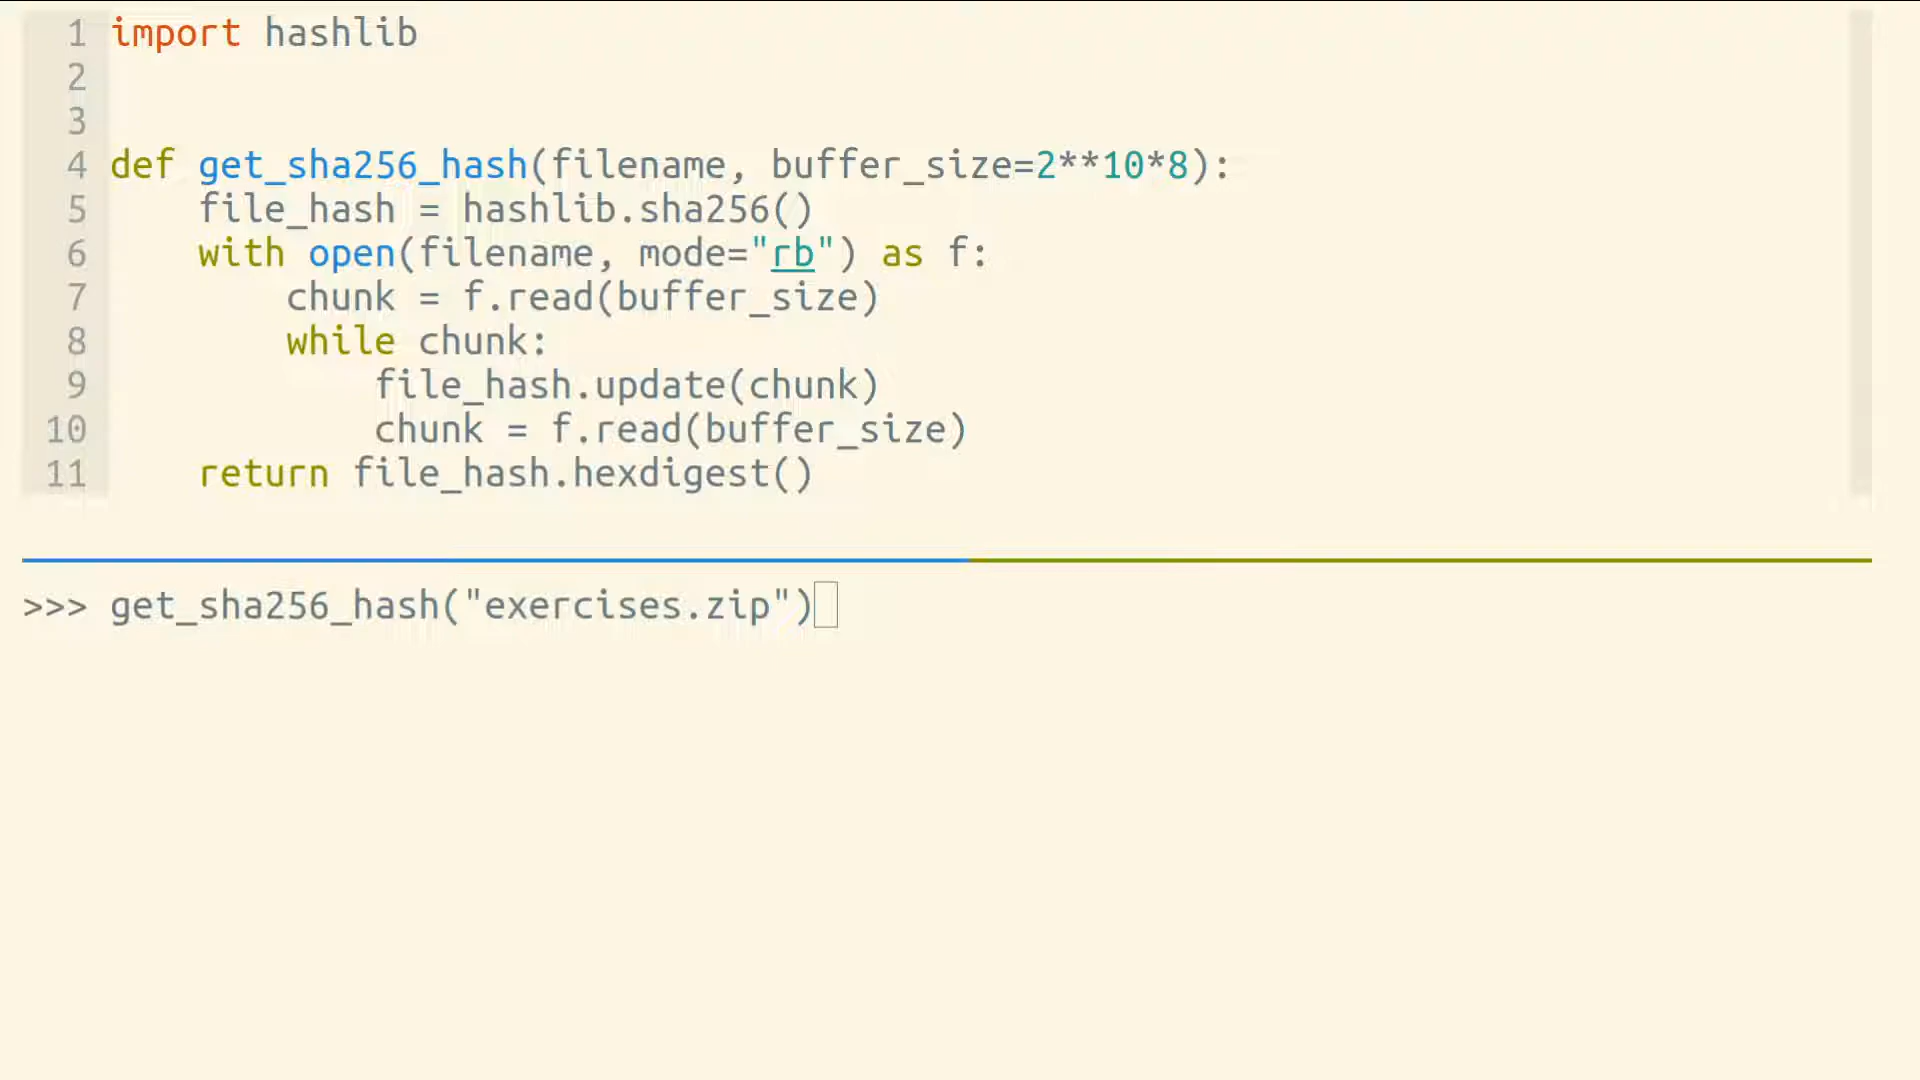 1 import hashlib
2
3
4 def get_sha256_hash(filename, buffer_size=2**10*8):
5     file_hash = hashlib.sha256()
6     with open(filename, mode="rb") as f:
7         chunk = f.read(buffer_size)
8         while chunk:
9             file_hash.update(chunk)
10             chunk = f.read(buffer_size)
11     return file_hash.hexdigest()
>>> get_sha256_hash("exercises.zip")